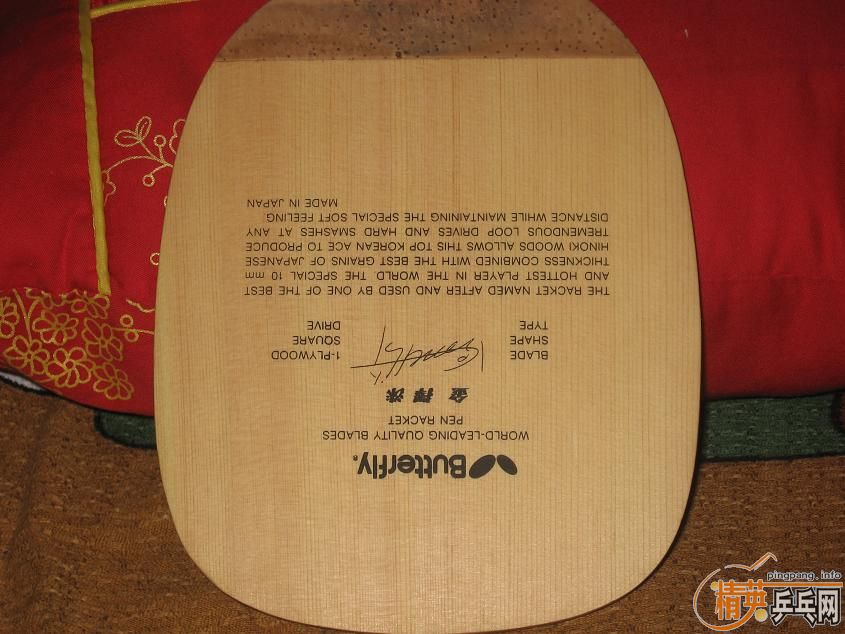 Butterfly®
WORLD-LEADING QUALITY BLADES
PEN RACKET
金 擇 洙
BLADE 1-PLYWOOD
SHAPE SQUARE
TYPE DRIVE
THE RACKET NAMED AFTER AND USED BY ONE OF THE BEST
AND HOTTEST PLAYER IN THE WORLD. THE SPECIAL 10 mm
THICKNESS COMBINED WITH THE BEST GRAINS OF JAPANESE
HINOKI WOODS ALLOWS THIS TOP KOREAN ACE TO PRODUCE
TREMENDOUS LOOP DRIVES AND HARD SMASHES AT ANY
DISTANCE WHILE MAINTAINING THE SPECIAL SOFT FEELING.
MADE IN JAPAN
pingpang.info
精英乒乓网